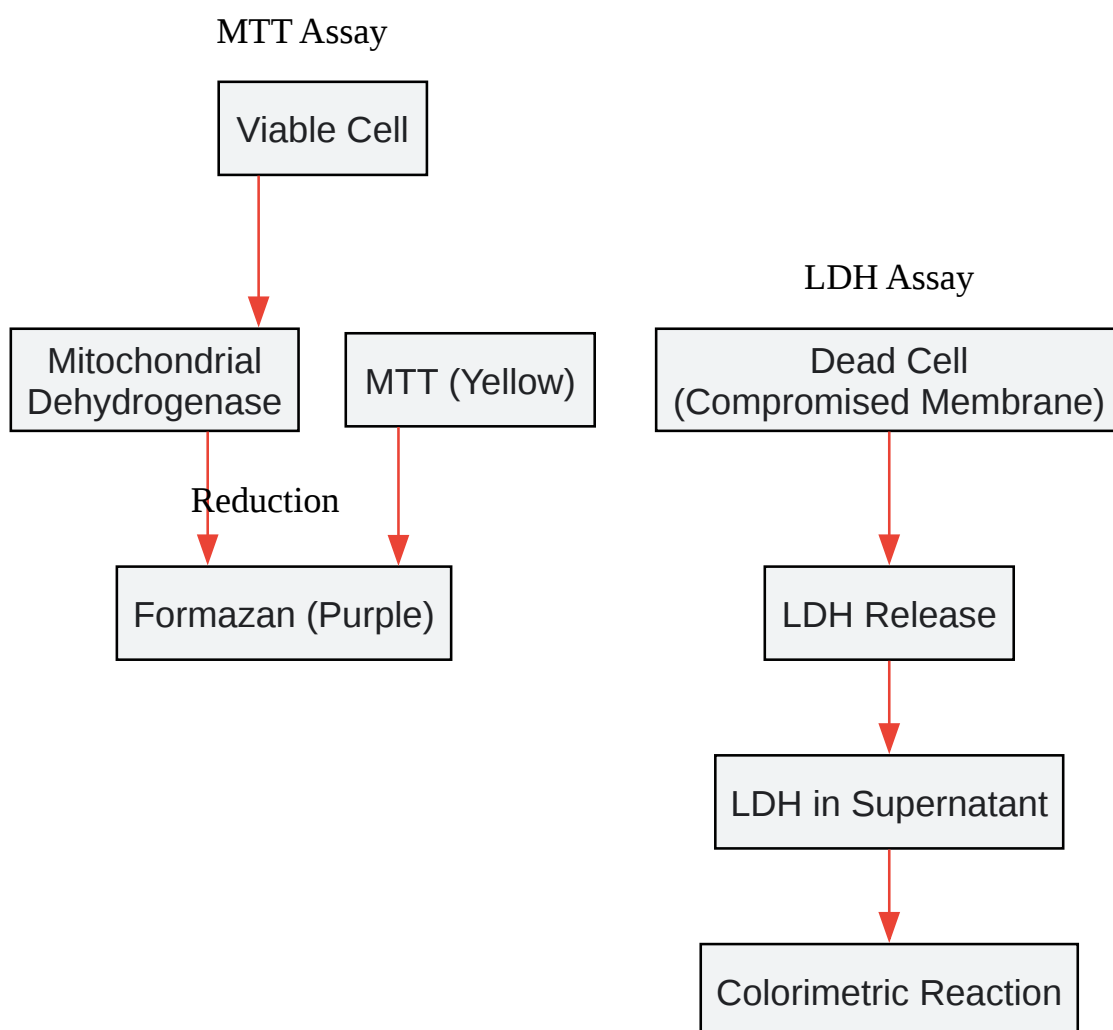 MTT Assay
Viable Cell
Mitochondrial
Dehydrogenase
MTT (Yellow)
Reduction
Formazan (Purple)
LDH Assay
Dead Cell
(Compromised Membrane)
LDH Release
LDH in Supernatant
Colorimetric Reaction